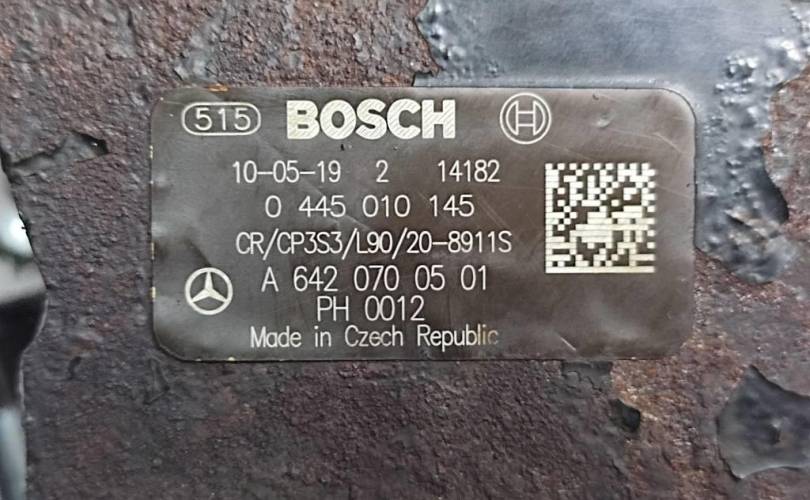 515 BOSCH
10-05-19 2 14182
0 445 010 145
CR/CP3S3/L90/20-8911S
A 642 070 05 01
PH 0012
Made in Czech Republic